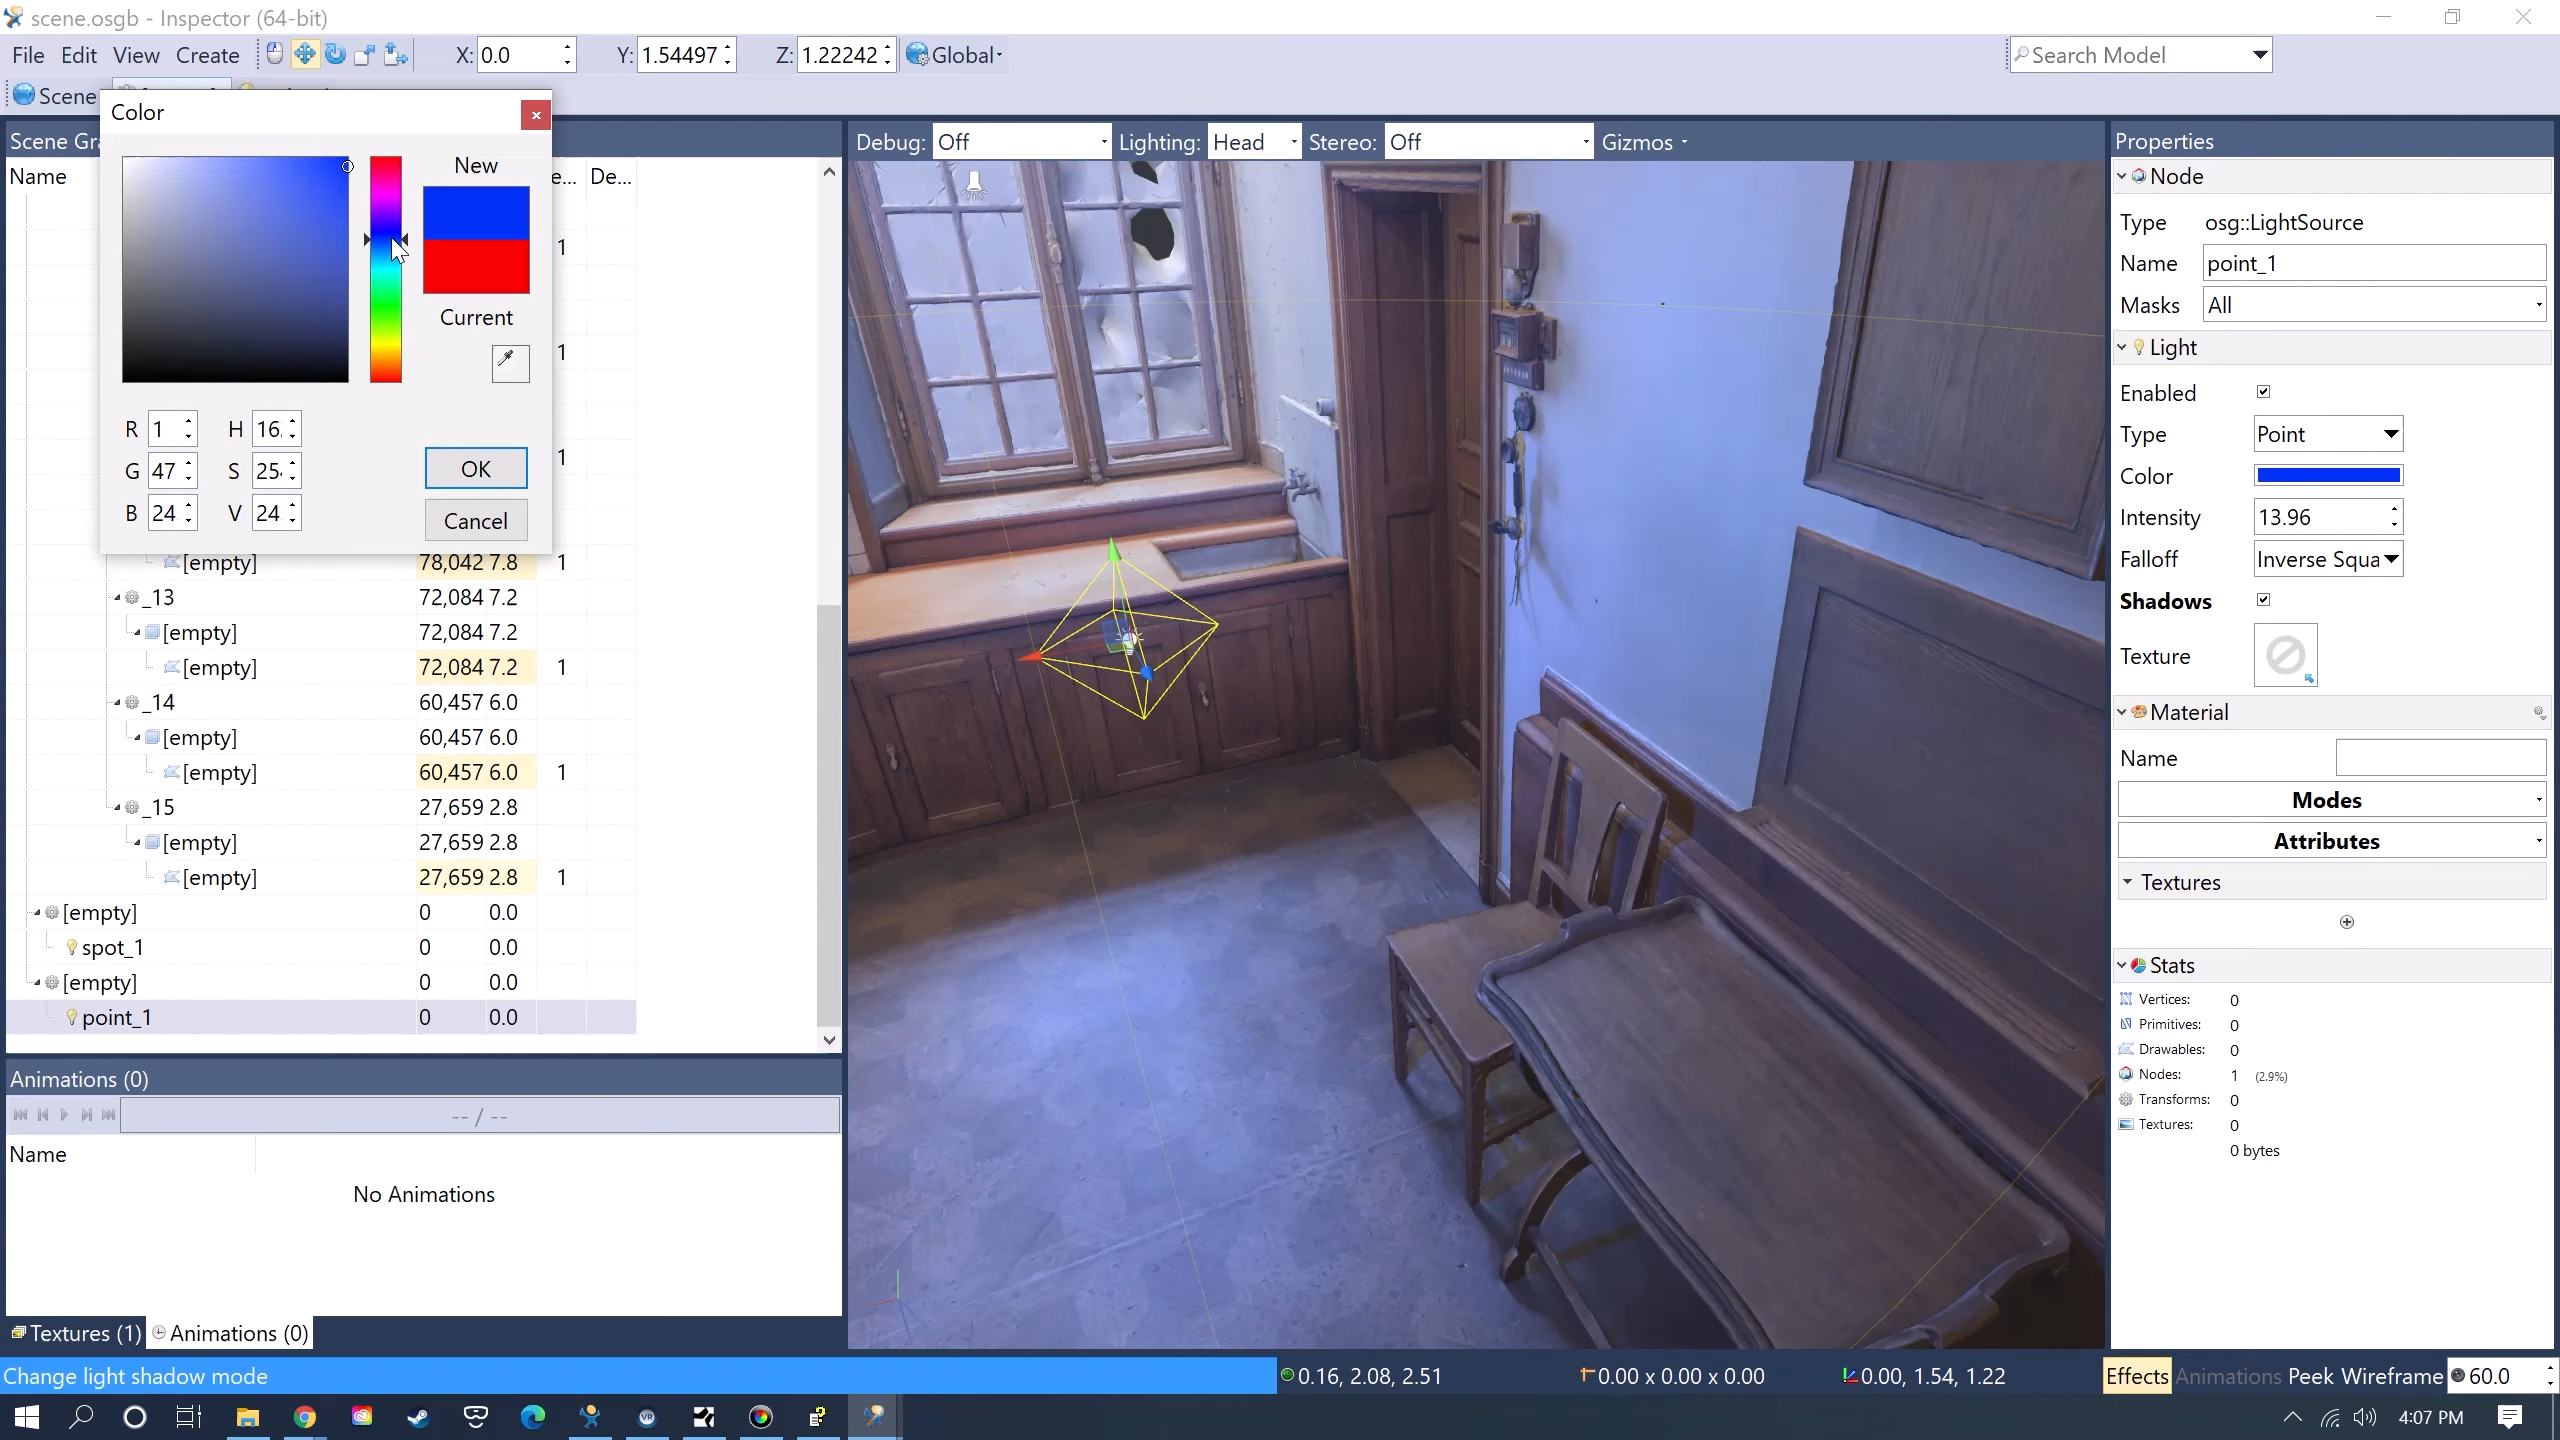 scene.osgb - Inspector (64-bit)
File Edit View Create X: 0.0 Y: 1.54497 Z: 1.22242 Global Search Model
Scene
Color
New
Current
R 1 H 16
G 47 S 25
B 24 V 24
OK
Cancel
Name e... De...
1
1
1
[empty] 78,042 7.8 1
_13 72,084 7.2
[empty] 72,084 7.2
[empty] 72,084 7.2 1
_14 60,457 6.0
[empty] 60,457 6.0
[empty] 60,457 6.0 1
_15 27,659 2.8
[empty] 27,659 2.8
[empty] 27,659 2.8 1
[empty] 0 0.0
spot_1 0 0.0
[empty] 0 0.0
point_1 0 0.0
Animations (0)
-- / --
Name
No Animations
Textures (1) Animations (0)
Debug: Off Lighting: Head Stereo: Off Gizmos
Properties
Node
Type osg::LightSource
Name point_1
Masks All
Light
Enabled
Type Point
Color
Intensity 13.96
Falloff Inverse Squa
Shadows
Texture
Material
Name
Modes
Attributes
Textures
Stats
Vertices: 0
Primitives: 0
Drawables: 0
Nodes: 1 (2.9%)
Transforms: 0
Textures: 0
0 bytes
Change light shadow mode 0.16, 2.08, 2.51 0.00 x 0.00 x 0.00 0.00, 1.54, 1.22 Effects Animations Peek Wireframe 60.0
4:07 PM